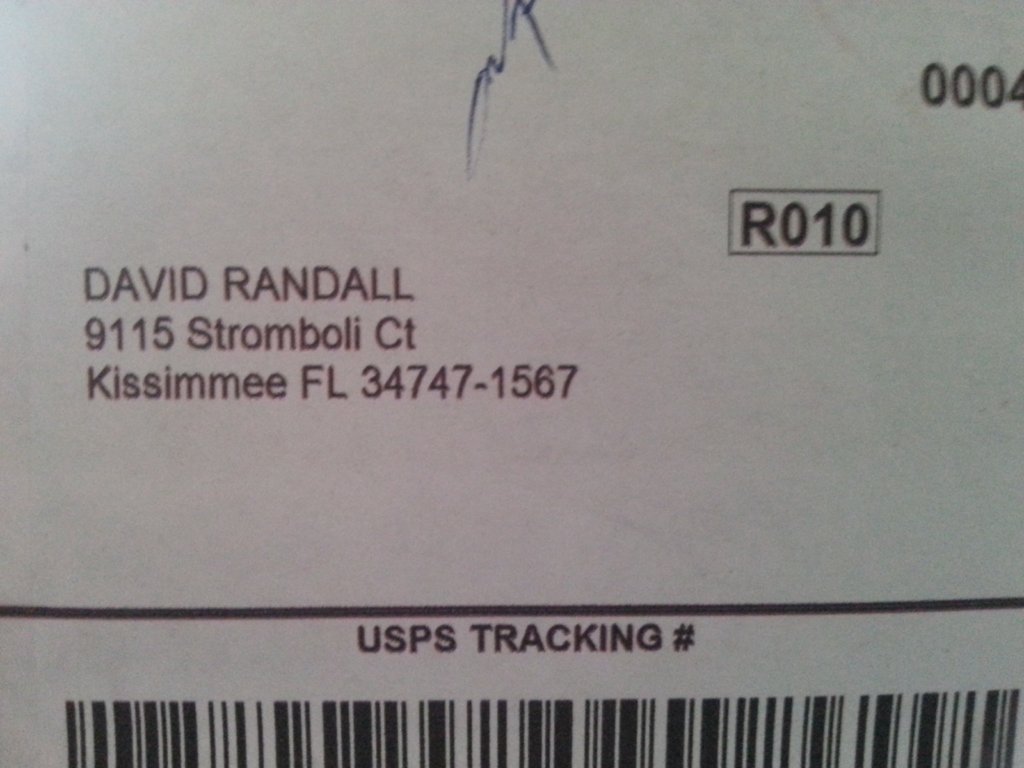 0004
R010
DAVID RANDALL
9115 Stromboli Ct
Kissimmee FL 34747-1567
USPS TRACKING #